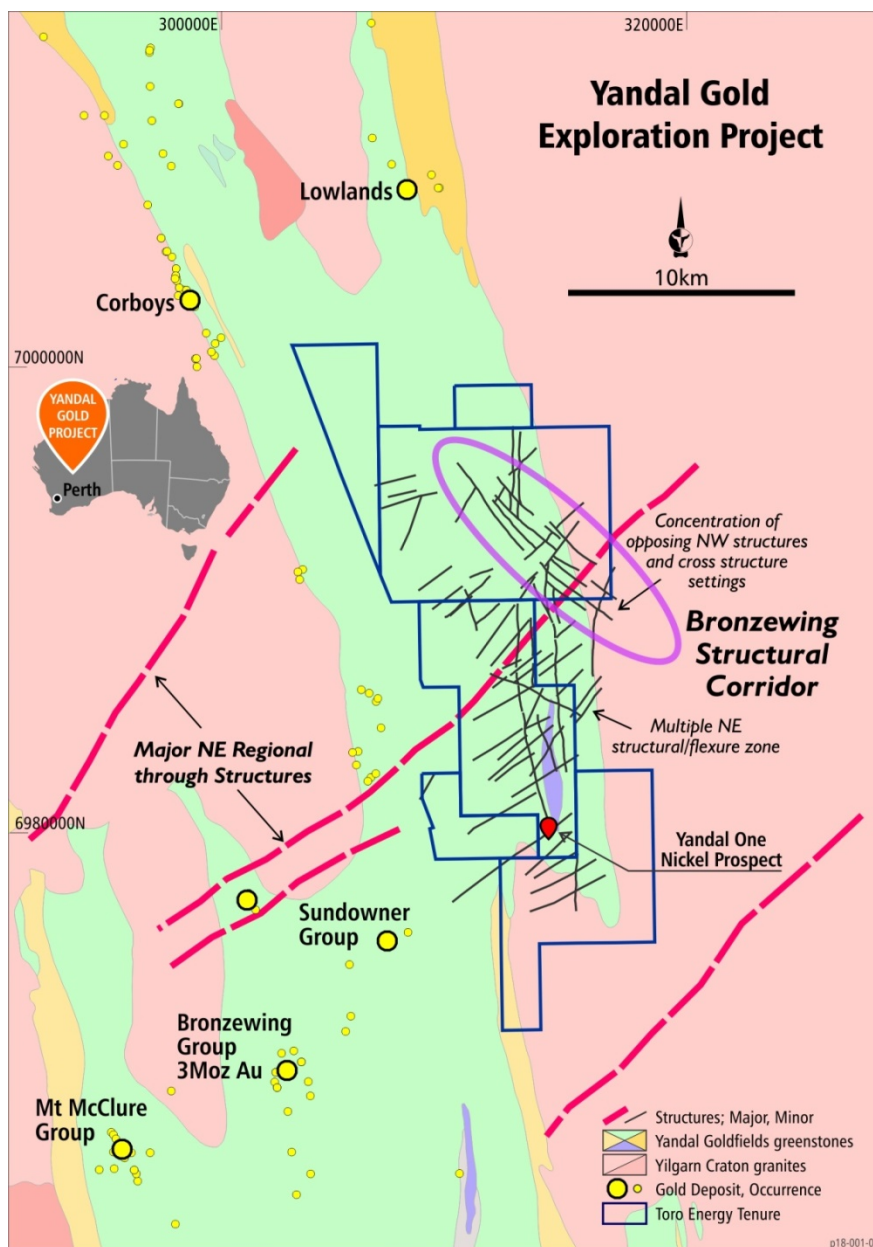 300000E
320000E
Yandal Gold
Exploration Project
Lowlands
10km
Corboys
7000000N
YANDAL
GOLD
PROJECT
Perth
Concentration of
opposing NW structures
and cross structure
settings
Bronzewing
Structural
Corridor
Multiple NE
structural/flexure zone
Major NE Regional
through Structures
6980000N
Yandal One
Nickel Prospect
Sundowner
Group
Bronzewing
Group
3Moz Au
Mt McClure
Group
Structures; Major, Minor
Yandal Goldfields greenstones
Yilgarn Craton granites
Gold Deposit, Occurrence
Toro Energy Tenure